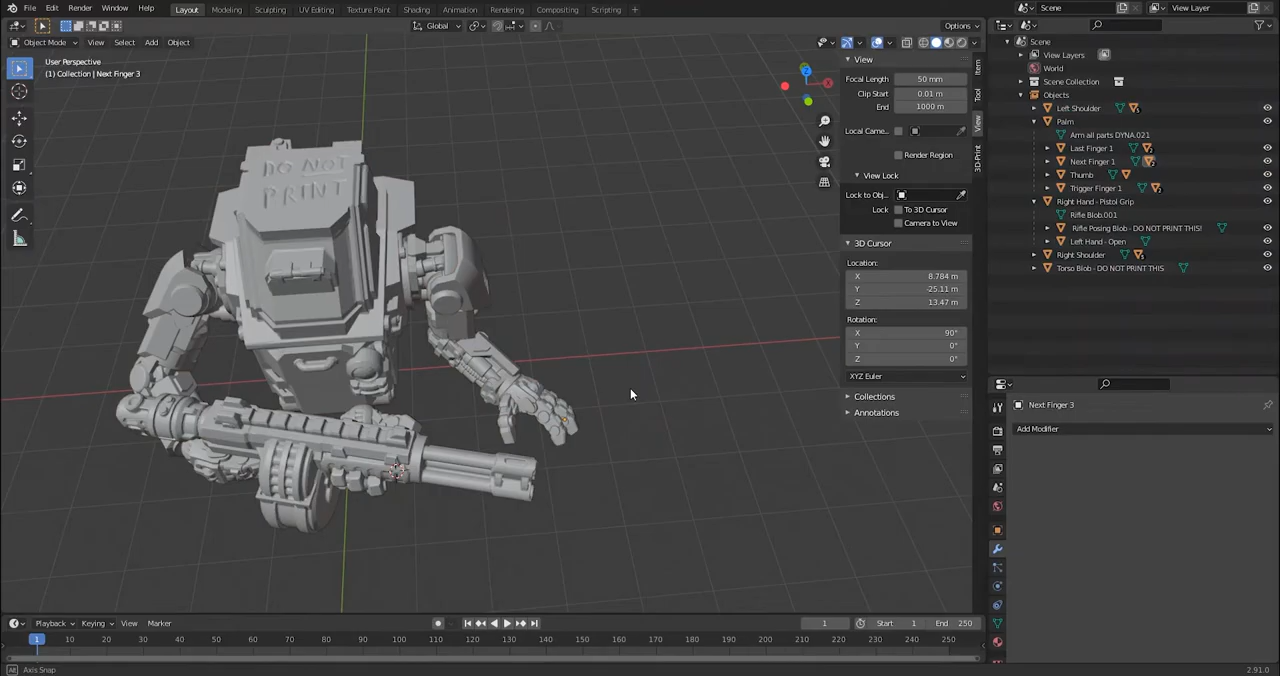 File Edit Render Window Help Layout Modeling Sculpting UV Editing Texture Paint Shading Animation Rendering Compositing Scripting + Scene View Layer
Global Options
Object Mode View Select Add Object
User Perspective
(1) Collection | Next Finger 3
DO NOT
PRINT
X
Z
View
Focal Length 50 mm
Clip Start 0.01 m
End 1000 m
Local Came..
Render Region
View Lock
Lock to Obj..
Lock To 3D Cursor
Camera to View
3D Cursor
Location:
X 8.784 m
Y -25.11 m
Z 13.47 m
Rotation:
X 90°
Y 0°
Z 0°
XYZ Euler
Collections
Annotations
Item
Tool
View
3D-Print
Scene
View Layers
World
Scene Collection
Objects
Left Shoulder
Palm
Arm all parts DYNA.021
Last Finger 1
Next Finger 1
Thumb
Trigger Finger 1
Right Hand - Pistol Grip
Rifle Blob.001
Rifle Posing Blob - DO NOT PRINT THIS!
Left Hand - Open
Right Shoulder
Torso Blob - DO NOT PRINT THIS
Next Finger 3
Add Modifier
Playback Keying View Marker 1 Start 1 End 250
1 10 20 30 40 50 60 70 80 90 100 110 120 130 140 150 160 170 180 190 200 210 220 230 240 250
Axis Snap 2.91.0